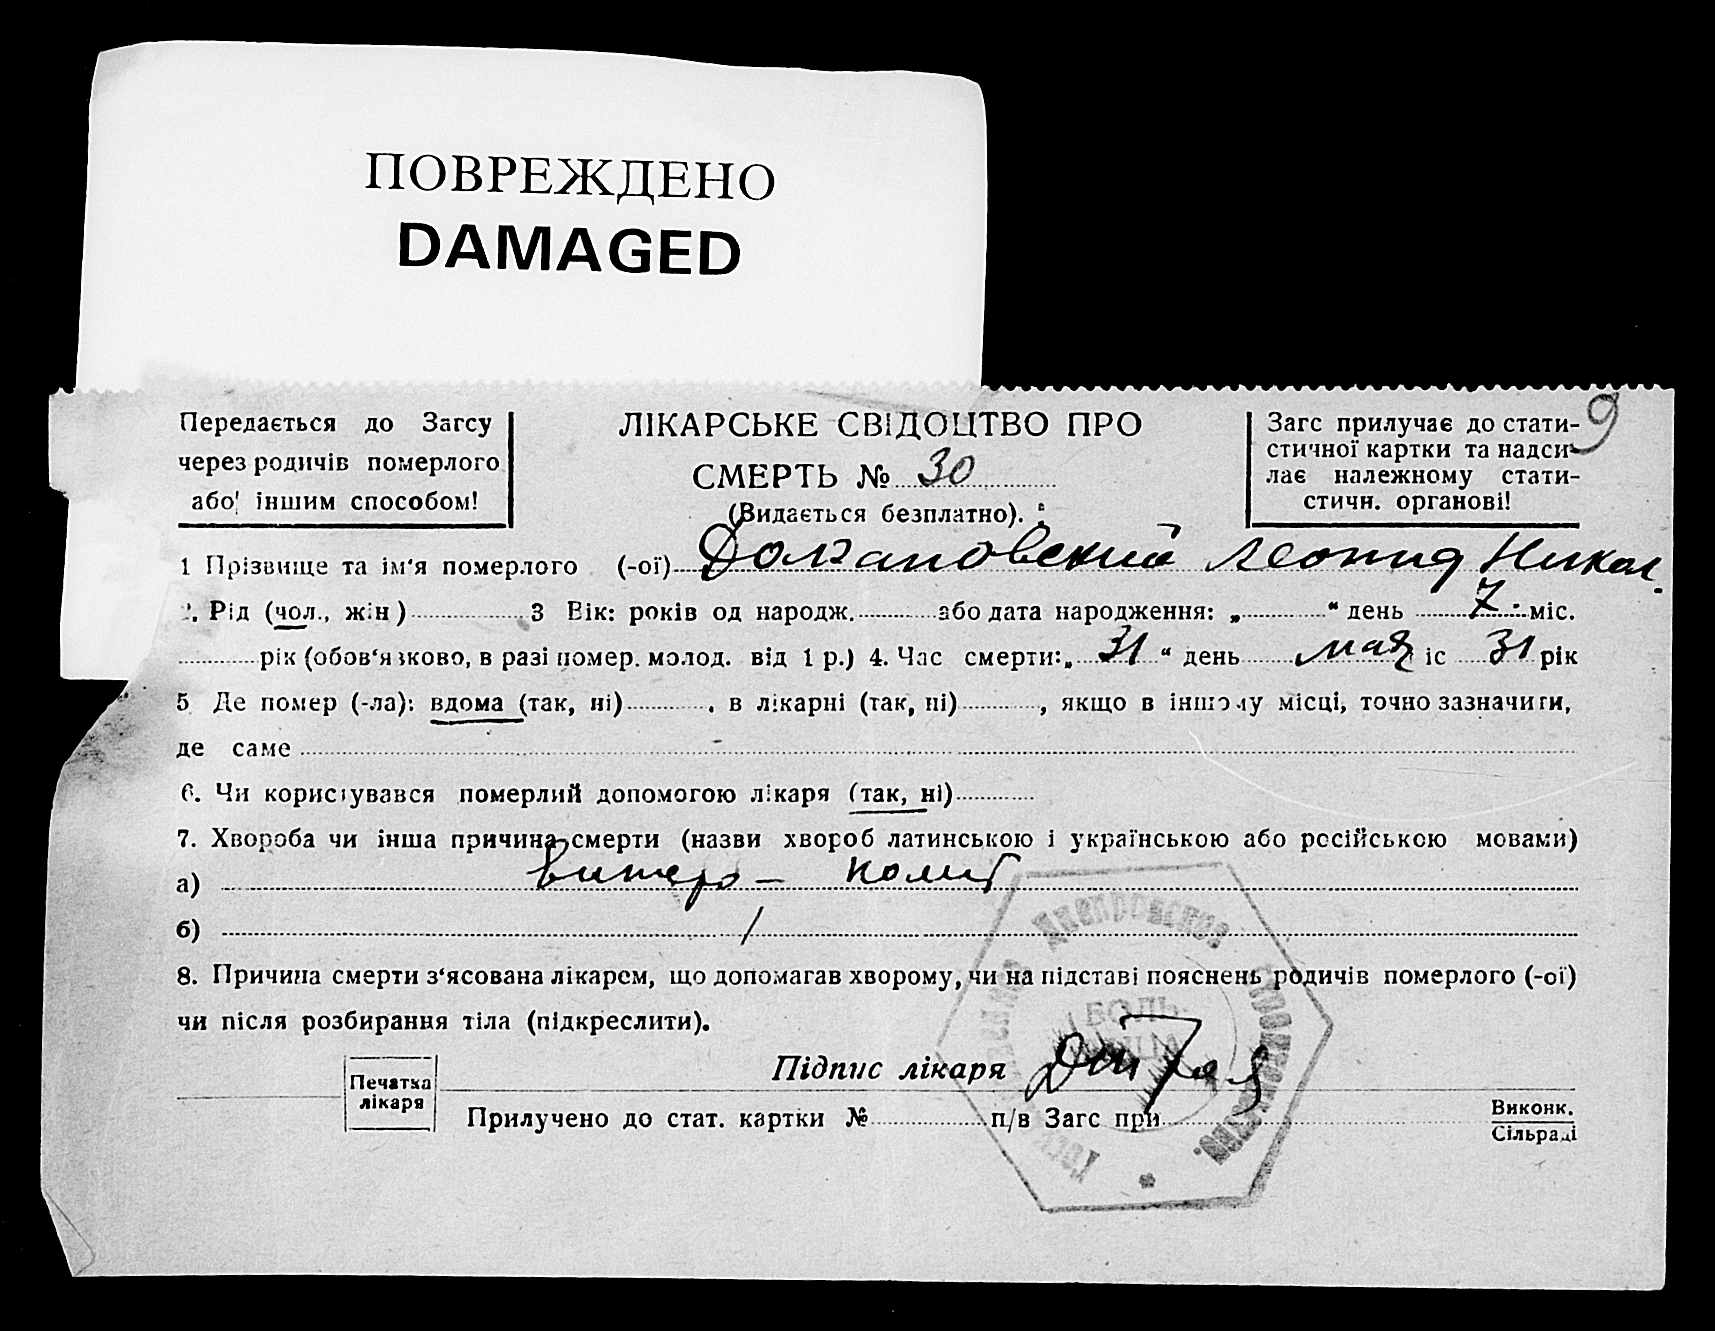 ПОВРЕЖДЕНО
DAMAGED
9
Передається до Загсу
через родичів померлого
або іншим способом!
ЛІКАРСЬКЕ СВІДОЦТВО ПРО
СМЕРТЬ № 30
(Видається безплатно).
Загс прилучає до стати-
стичної картки та надси-
лає належному стати-
стичн. органові!
1 Прізвище та ім'я померлого (-ої) Леонид Никол.
2. Рід (чол., жін) 3 Вік: років од народж. або дата народження: „ “ день 7. міс.
рік (обов'язково, в разі помер. молод. від 1 р.) 4. Час смерти: „ 31 “ день мая іс 31 рік
5 Де помер (-ла): вдома (так, ні) , в лікарні (так, ні) , якщо в іншому місці, точно зазначити,
де саме
6. Чи користувався померлий допомогою лікаря (так, ні)
7. Хвороба чи інша причина смерти (назви хвороб латинською і українською або російською мовами)
а) колит
б)
8. Причина смерті з'ясована лікарем, що допомагав хворому, чи на підставі пояснень родичів померлого (-ої)
чи після розбирання тіла (підкреслити).
Підпис лікаря
Печатка
лікаря
Прилучено до стат. картки № п/в Загс при
Виконк.
Сільраді
Днепровское
БОЛЬ